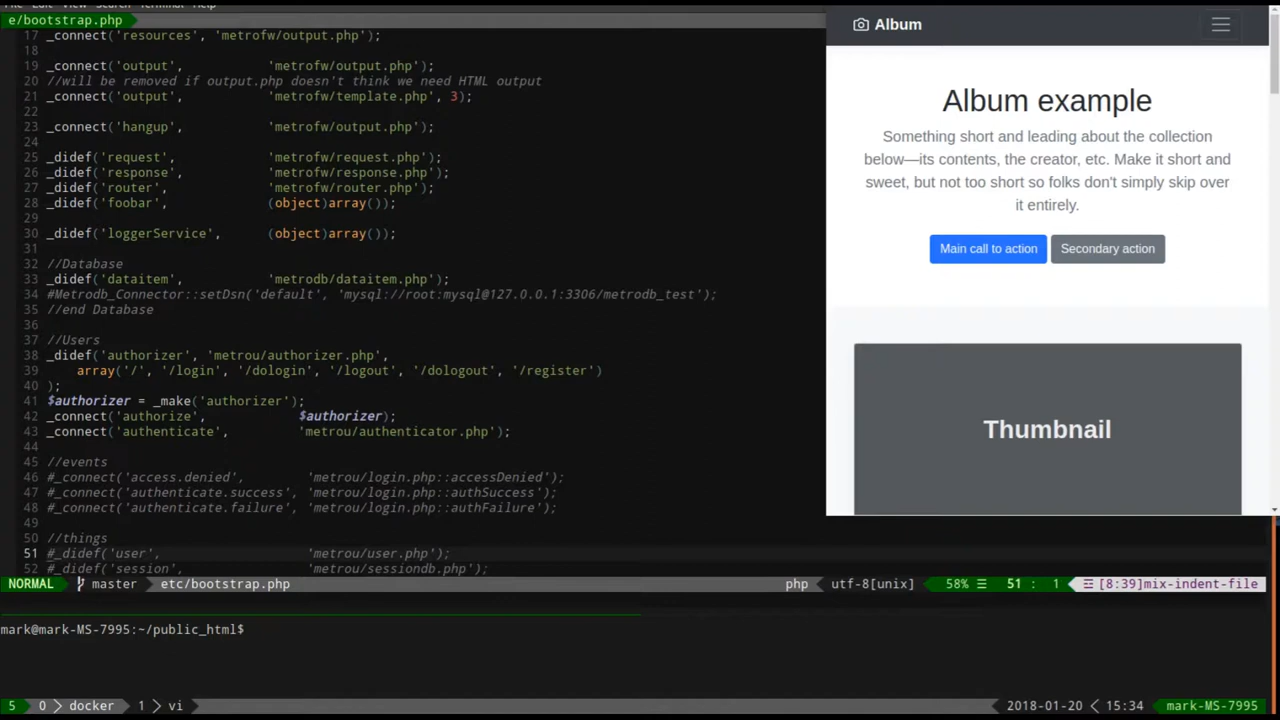 File Edit View Search Terminal Help
e/bootstrap.php
17 _connect('resources', 'metrofw/output.php');
18
19 _connect('output', 'metrofw/output.php');
20 //will be removed if output.php doesn't think we need HTML output
21 _connect('output', 'metrofw/template.php', 3);
22
23 _connect('hangup', 'metrofw/output.php');
24
25 _didef('request', 'metrofw/request.php');
26 _didef('response', 'metrofw/response.php');
27 _didef('router', 'metrofw/router.php');
28 _didef('foobar', (object)array());
29
30 _didef('loggerService', (object)array());
31
32 //Database
33 _didef('dataitem', 'metrodb/dataitem.php');
34 #Metrodb_Connector::setDsn('default', 'mysql://root:mysql@127.0.0.1:3306/metrodb_test');
35 //end Database
36
37 //Users
38 _didef('authorizer', 'metrou/authorizer.php',
39 array('/', '/login', '/dologin', '/logout', '/dologout', '/register')
40 );
41 $authorizer = _make('authorizer');
42 _connect('authorize', $authorizer);
43 _connect('authenticate', 'metrou/authenticator.php');
44
45 //events
46 #_connect('access.denied', 'metrou/login.php::accessDenied');
47 #_connect('authenticate.success', 'metrou/login.php::authSuccess');
48 #_connect('authenticate.failure', 'metrou/login.php::authFailure');
49
50 //things
51 #_didef('user', 'metrou/user.php');
52 #_didef('session', 'metrou/sessiondb.php');
NORMAL master etc/bootstrap.php php utf-8[unix] 58% ☰ 51 : 1 ☲ [8:39]mix-indent-file
mark@mark-MS-7995:~/public_html$
5 0 docker 1 vi 2018-01-20 15:34 mark-MS-7995
Album
Album example
Something short and leading about the collection
below—its contents, the creator, etc. Make it short and
sweet, but not too short so folks don't simply skip over
it entirely.
Main call to action Secondary action
Thumbnail